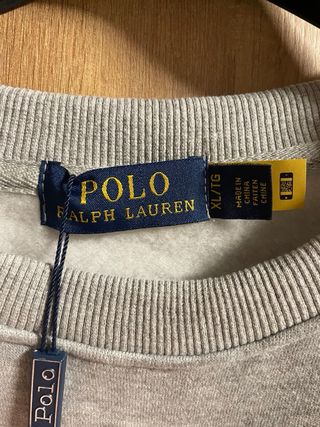 POLO
RALPH LAUREN
XL/TG
MADE IN
CHINA
FAIT EN
CHINE
Polo